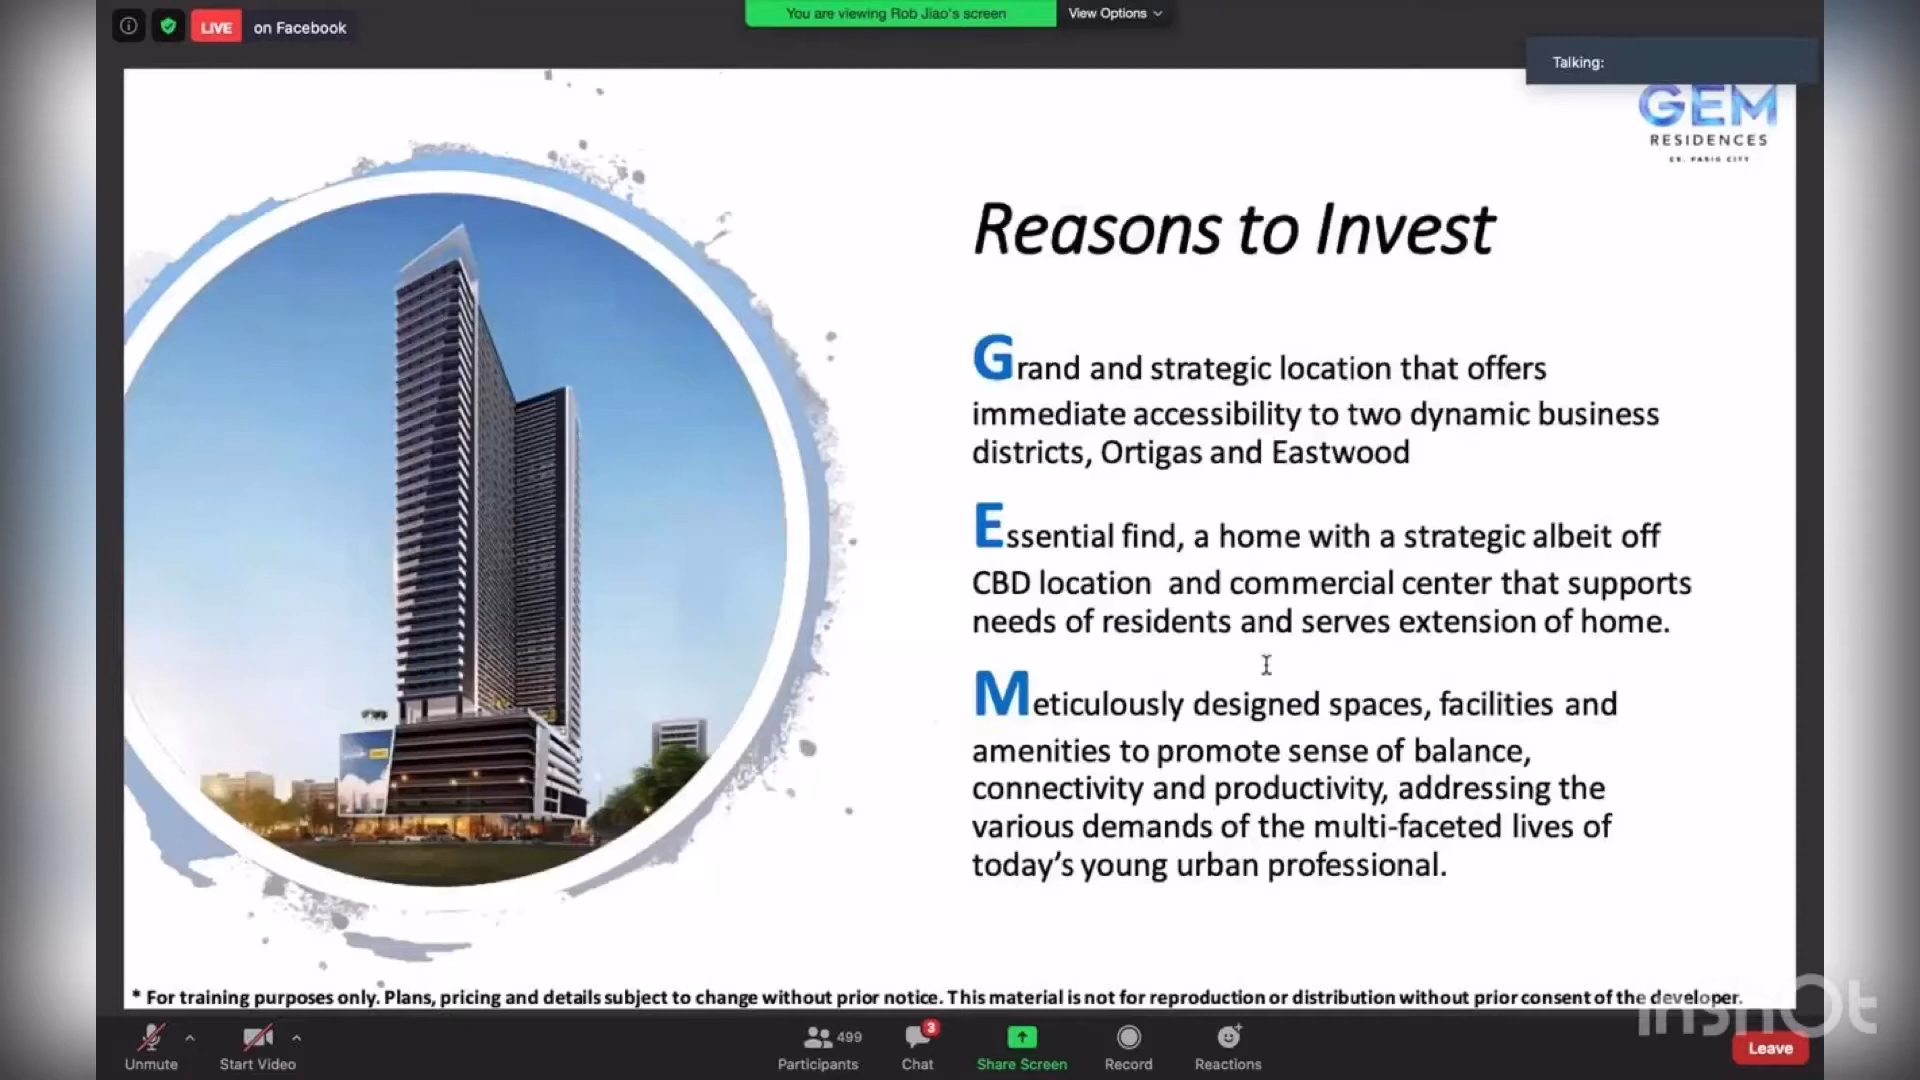 LIVE on Facebook
You are viewing Rob Jiao's screen
View Options
Talking:
GEM
RESIDENCES
C5, PASIG CITY
Reasons to Invest
Grand and strategic location that offers
immediate accessibility to two dynamic business
districts, Ortigas and Eastwood
Essential find, a home with a strategic albeit off
CBD location and commercial center that supports
needs of residents and serves extension of home.
Meticulously designed spaces, facilities and
amenities to promote sense of balance,
connectivity and productivity, addressing the
various demands of the multi-faceted lives of
today's young urban professional.
* For training purposes only. Plans, pricing and details subject to change without prior notice. This material is not for reproduction or distribution without prior consent of the developer.
InShOt
499
3
Unmute
Start Video
Participants
Chat
Share Screen
Record
Reactions
Leave